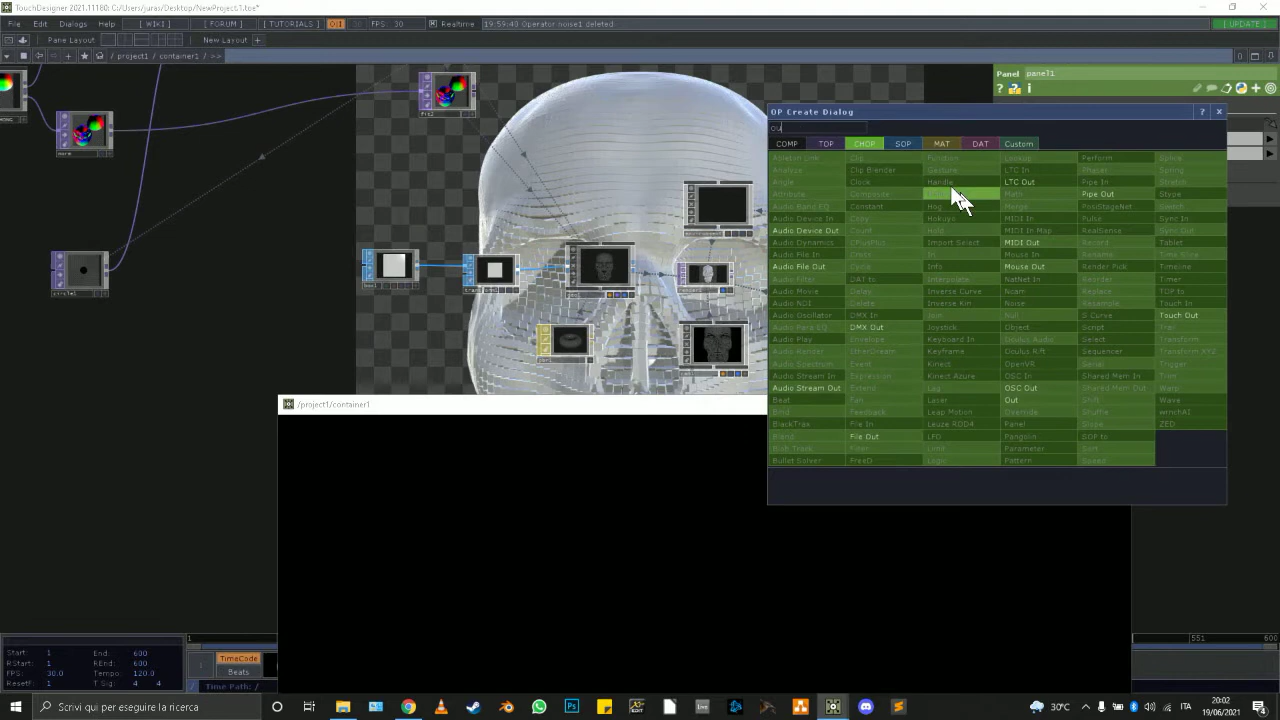 TouchDesigner 2021.11180: C:/Users/juras/Desktop/NewProject.1.toe*
File Edit Dialogs Help [ WIKI ] [ FORUM ] [ TUTORIALS ] OII FPS: 30 Realtime 19:59:40 Operator noise1 deleted: [ UPDATE ]
Pane Layout New Layout +
/ project1 / container1 / >>
Panel panel1
OP Create Dialog
ou
COMP TOP CHOP SOP MAT DAT Custom
Ableton Link Clip Function Lookup Perform Splice
Analyze Clip Blender Gesture LTC In Phaser Spring
Angle Clock Handle LTC Out Pipe In Stretch
Attribute Composite Math Pipe Out Stype
Audio Band EQ Constant Hog Merge PosiStageNet Switch
Audio Device In Copy Hokuyo MIDI In Pulse Sync In
Audio Device Out Count Hold MIDI In Map RealSense Sync Out
Audio Dynamics CPlusPlus Import Select MIDI Out Record Tablet
Audio File In Cross In Mouse In Rename Time Slice
Audio File Out Cycle Info Mouse Out Render Pick Timeline
Audio Filter DAT to Interpolate NatNet In Reorder Timer
Audio Movie Delay Inverse Curve Ncam Replace TOP to
Audio NDI Delete Inverse Kin Noise Resample Touch In
Audio Oscillator DMX In Join Null S Curve Touch Out
Audio Para EQ DMX Out Joystick Object Script Trail
Audio Play Envelope Keyboard In Oculus Audio Select Transform
Audio Render EtherDream Keyframe Oculus Rift Sequencer Transform XYZ
Audio Spectrum Event Kinect OpenVR Serial Trigger
Audio Stream In Expression Kinect Azure OSC In Shared Mem In Trim
Audio Stream Out Extend Lag OSC Out Shared Mem Out Warp
Beat Fan Laser Out Shift Wave
Bind Feedback Leap Motion Override Shuffle WinchAI
BlackTrax File In Leuze ROD4 Panel Slope ZED
Blend File Out LFO Pangolin SOP to
Blob Track Filter Limit Parameter Sort
Bullet Solver FreeD Logic Pattern Speed
fit2
norm
circle1
box1
geo1
/project1/container1
1 551 600
Start: 1 End: 600
RStart: 1 REnd: 600
FPS: 30.0 Tempo: 120.0
T Sig: 4 4
TimeCode
Beats
1
/ Time Path: /
Scrivi qui per eseguire la ricerca
30°C ITA 20:02
19/06/2021